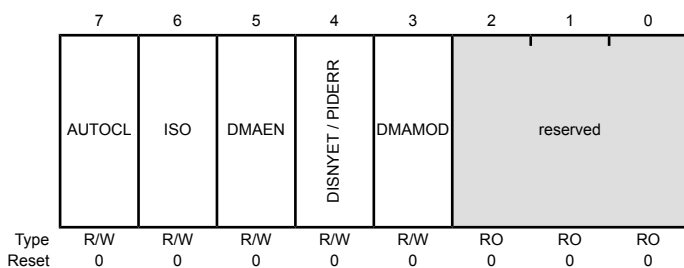 7 6 5 4 3 2 1 0
AUTOCL ISO DMAEN DISNYET / PIDERR DMAMOD reserved
Type R/W R/W R/W R/W R/W RO RO RO
Reset 0 0 0 0 0 0 0 0